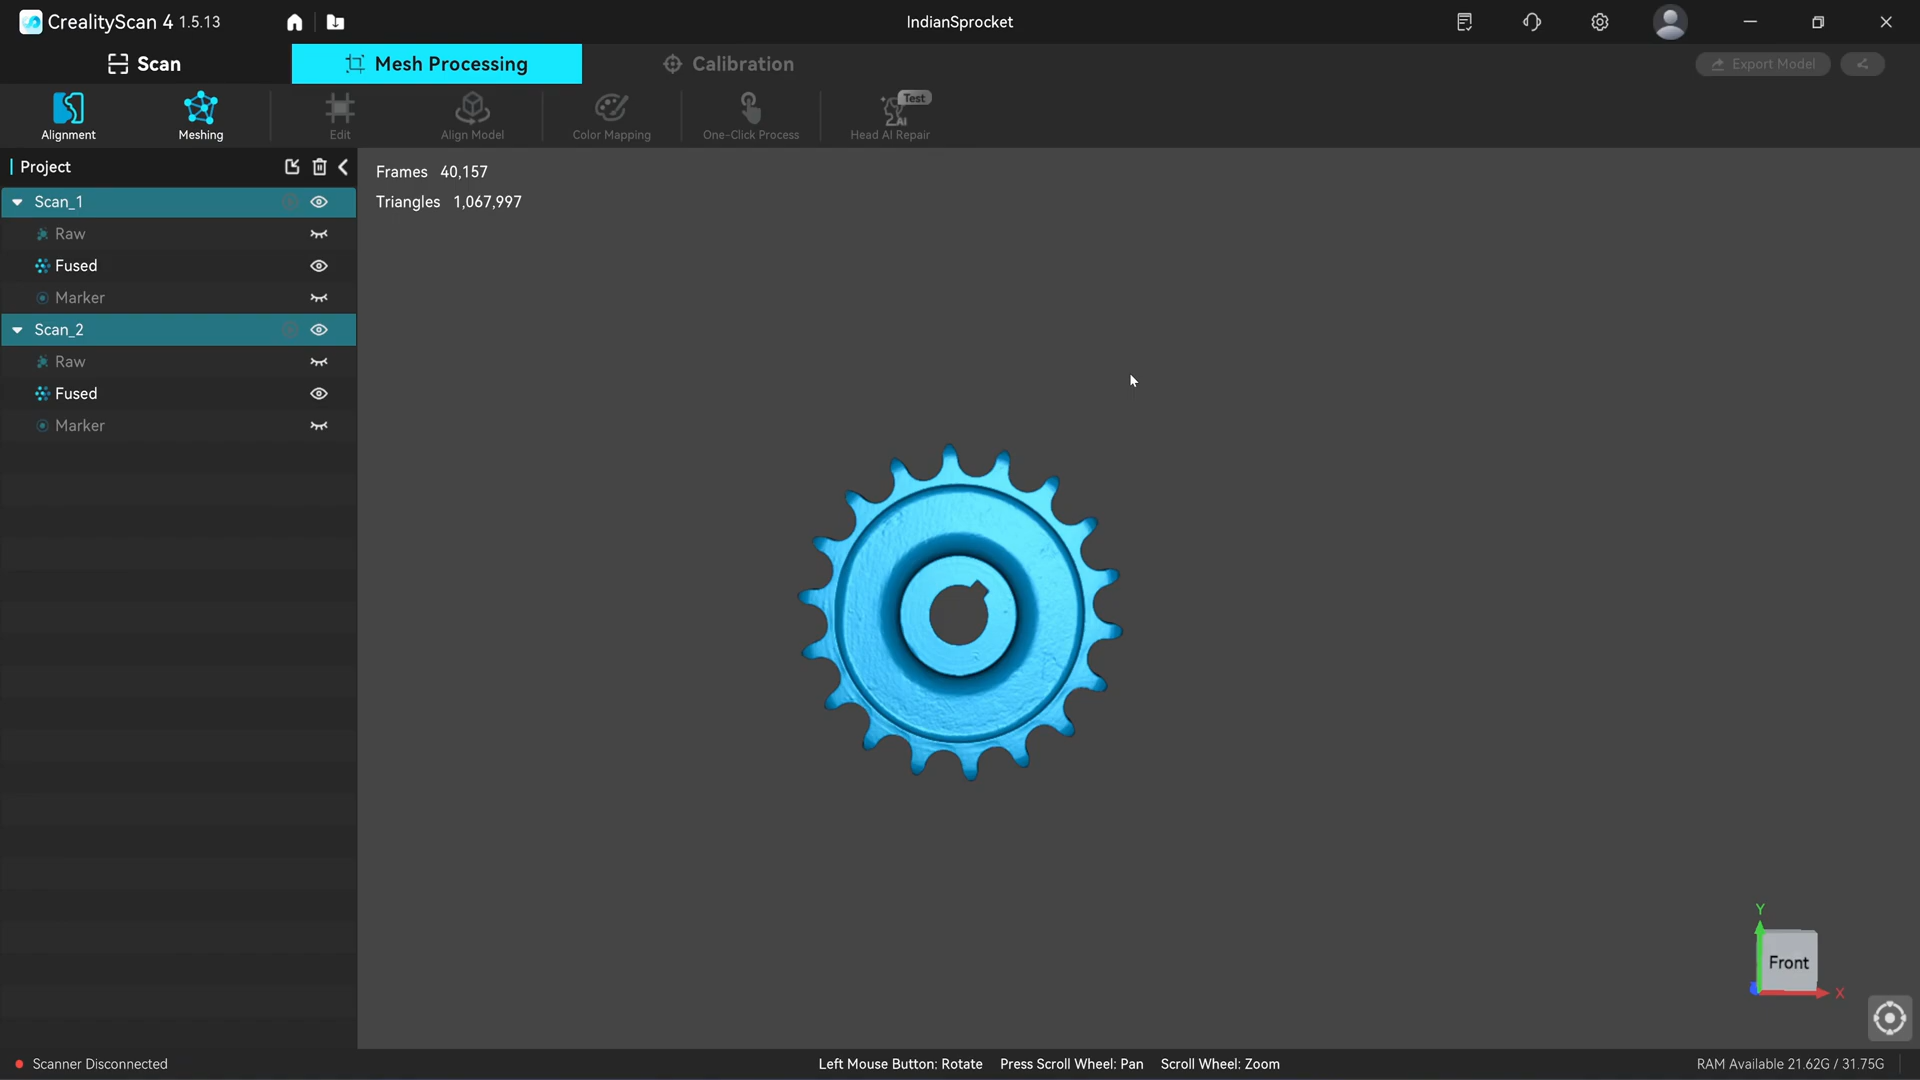 CrealityScan 4 1.5.13
IndianSprocket
Scan
Mesh Processing
Calibration
Export Model
Alignment
Meshing
Edit
Align Model
Color Mapping
One-Click Process
Test
AI
Head AI Repair
Project
Frames 40,157
Triangles 1,067,997
Scan_1
Raw
Fused
Marker
Scan_2
Raw
Fused
Marker
Y
Front
X
Scanner Disconnected
Left Mouse Button: Rotate Press Scroll Wheel: Pan Scroll Wheel: Zoom
RAM Available 21.62G / 31.75G